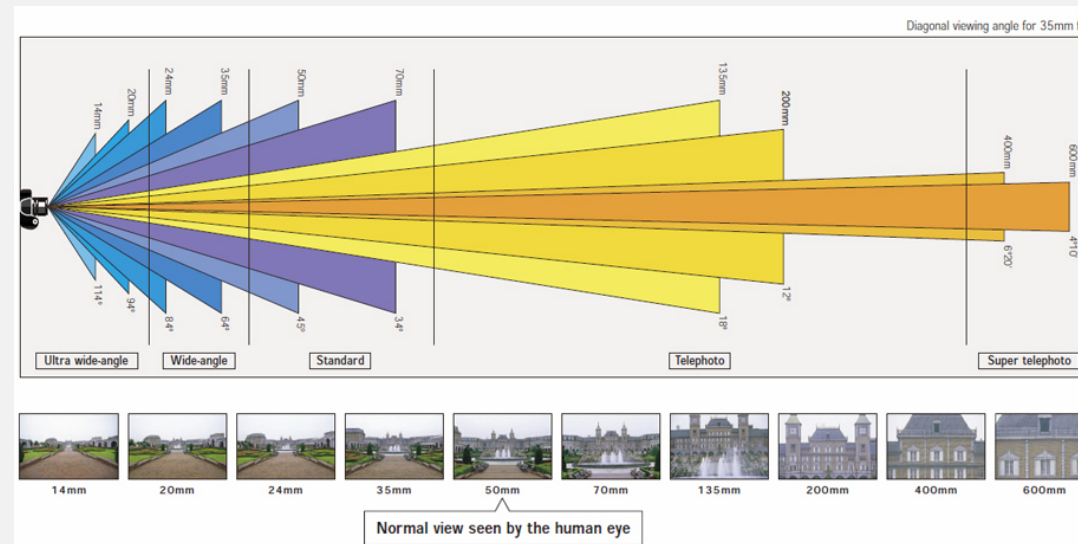 Diagonal viewing angle for 35mm
14mm
20mm
24mm
35mm
50mm
70mm
135mm
200mm
400mm
600mm
114°
94°
84°
64°
45°
34°
18°
12°
6°20'
4°10'
Ultra wide-angle
Wide-angle
Standard
Telephoto
Super telephoto
14mm
20mm
24mm
35mm
50mm
70mm
135mm
200mm
400mm
600mm
Normal view seen by the human eye